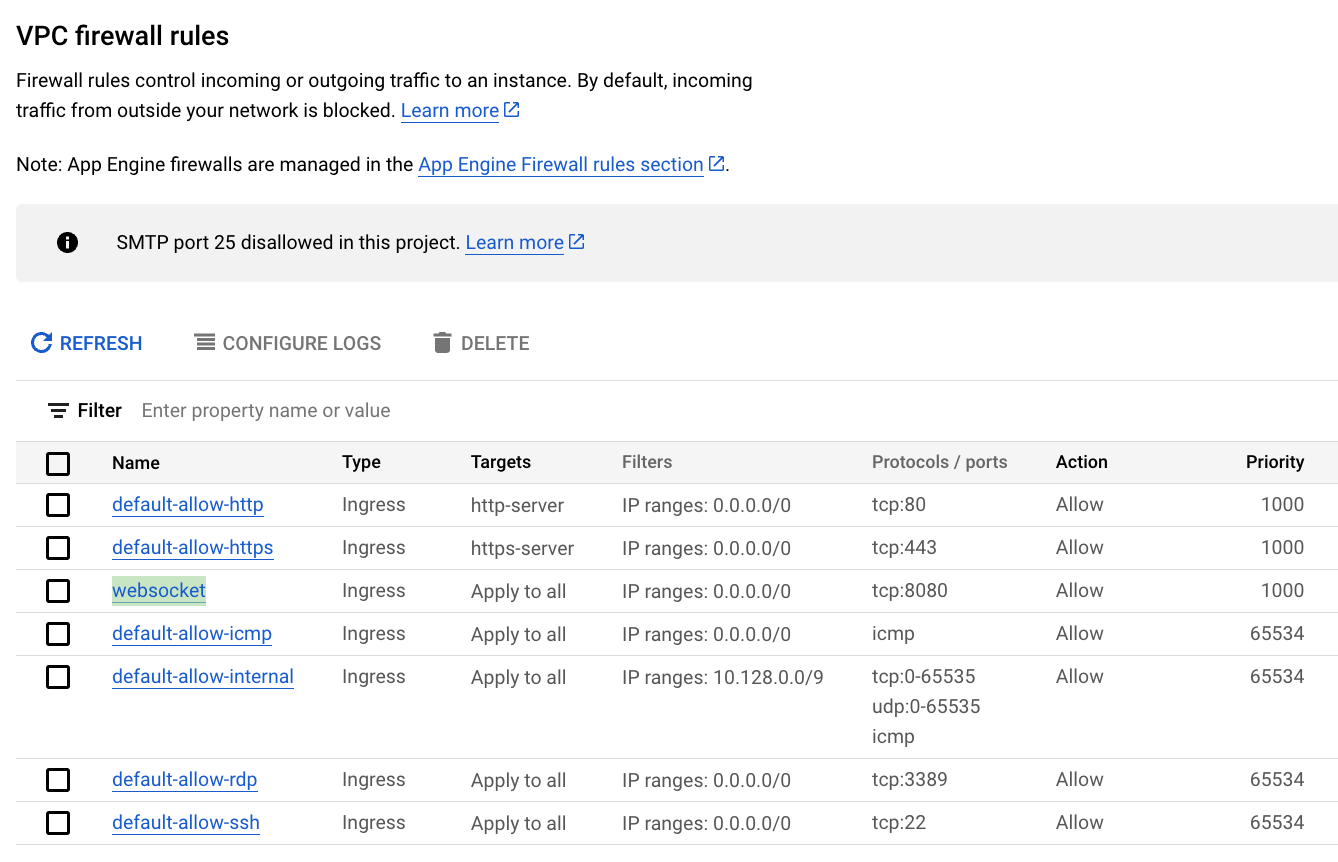 VPC firewall rules
Firewall rules control incoming or outgoing traffic to an instance. By default, incoming
traffic from outside your network is blocked. Learn more
Note: App Engine firewalls are managed in the App Engine Firewall rules section.
SMTP port 25 disallowed in this project. Learn more
REFRESH CONFIGURE LOGS DELETE
Filter Enter property name or value
Name Type Targets Filters Protocols / ports Action Priority
default-allow-http Ingress http-server IP ranges: 0.0.0.0/0 tcp:80 Allow 1000
default-allow-https Ingress https-server IP ranges: 0.0.0.0/0 tcp:443 Allow 1000
websocket Ingress Apply to all IP ranges: 0.0.0.0/0 tcp:8080 Allow 1000
default-allow-icmp Ingress Apply to all IP ranges: 0.0.0.0/0 icmp Allow 65534
default-allow-internal Ingress Apply to all IP ranges: 10.128.0.0/9 tcp:0-65535 Allow 65534
udp:0-65535
icmp
default-allow-rdp Ingress Apply to all IP ranges: 0.0.0.0/0 tcp:3389 Allow 65534
default-allow-ssh Ingress Apply to all IP ranges: 0.0.0.0/0 tcp:22 Allow 65534